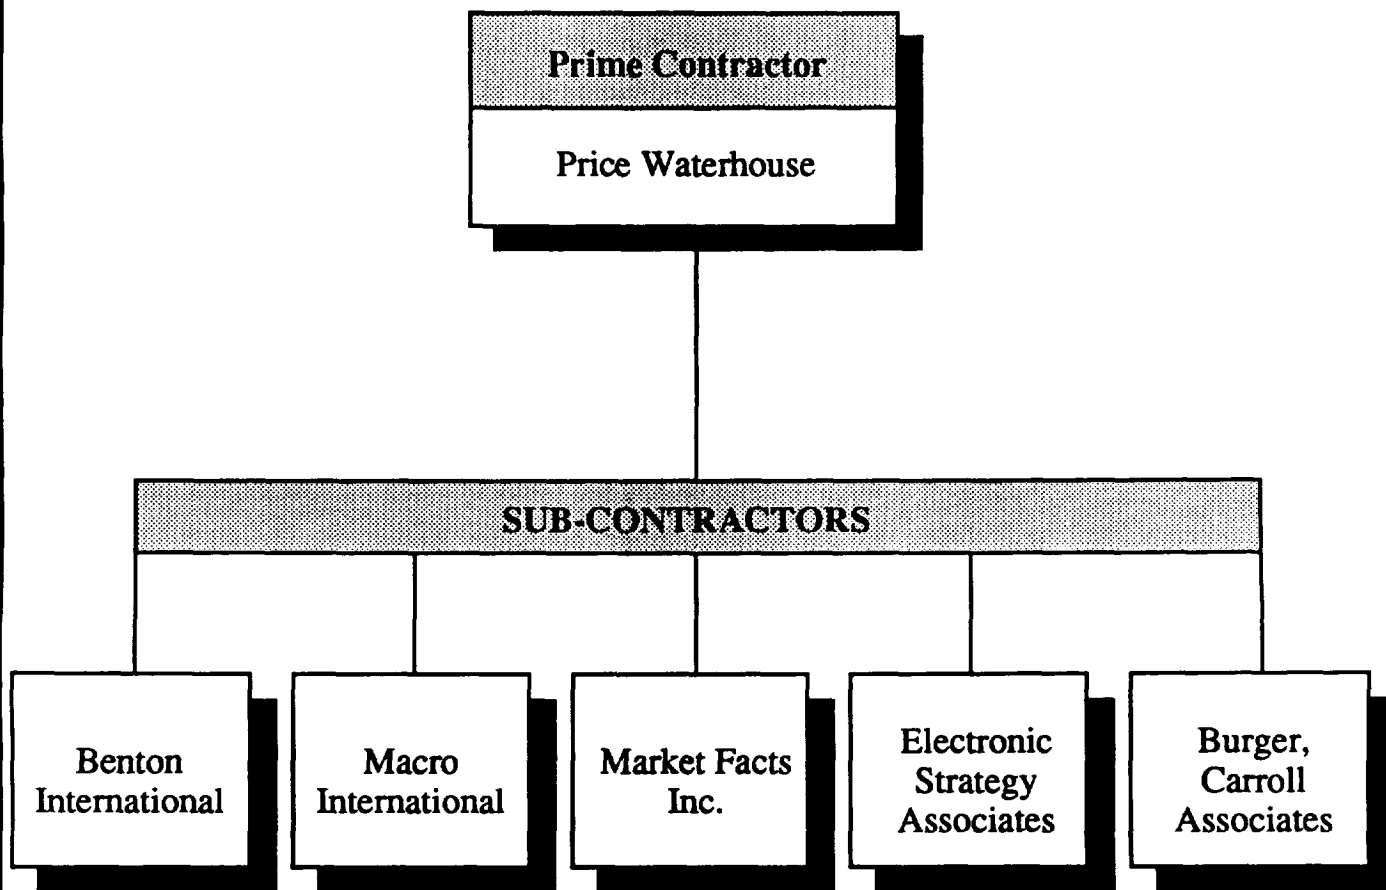 Prime Contractor
Price Waterhouse
SUB-CONTRACTORS
Benton
International
Macro
International
Market Facts
Inc.
Electronic
Strategy
Associates
Burger,
Carroll
Associates